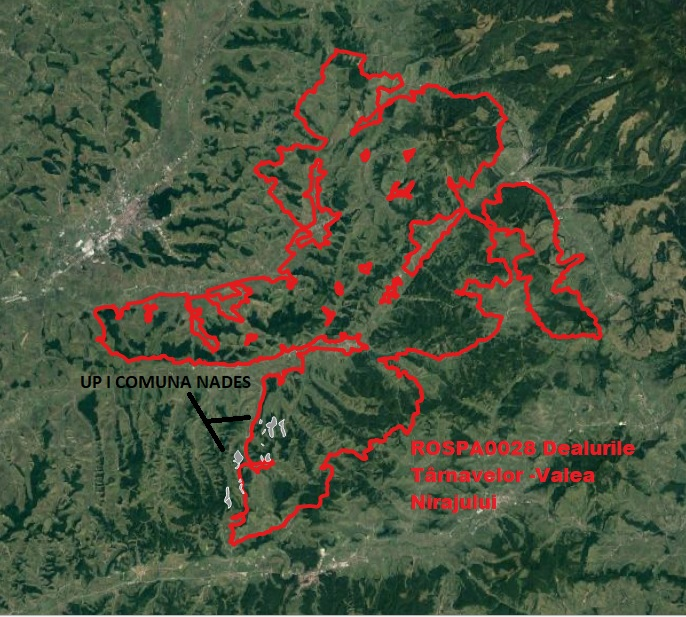 UP I COMUNA NADES
ROSPA0028 Dealurile
Târnavelor -Valea
Nirajului